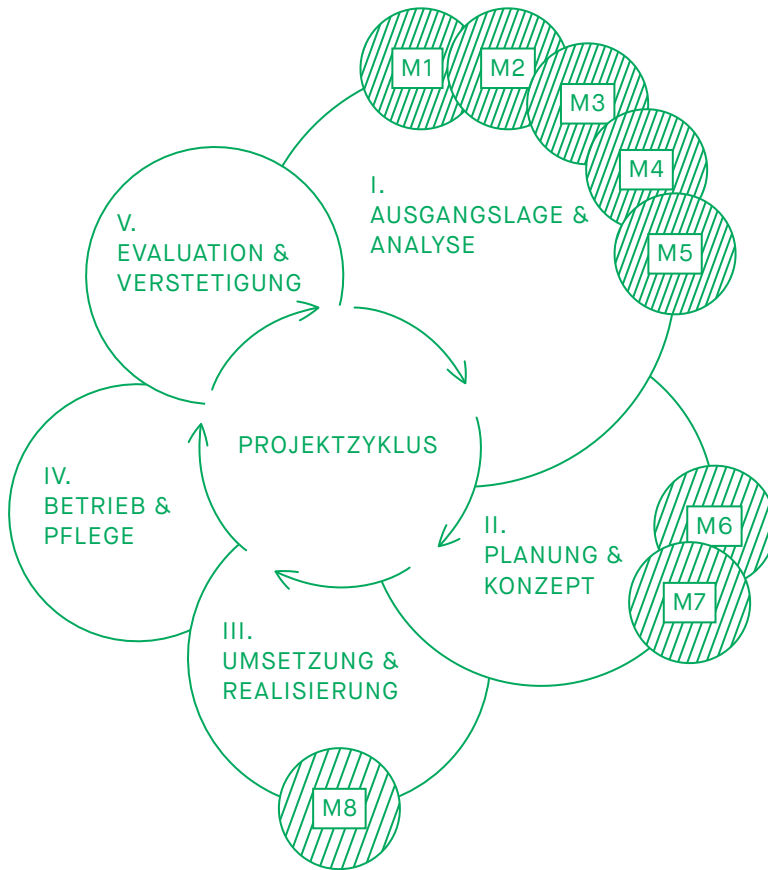 M1
M2
M3
M4
M5
I.
AUSGANGSLAGE &
ANALYSE
V.
EVALUATION &
VERSTETIGUNG
PROJEKTZYKLUS
IV.
BETRIEB &
PFLEGE
II.
PLANUNG &
KONZEPT
M6
M7
III.
UMSETZUNG &
REALISIERUNG
M8